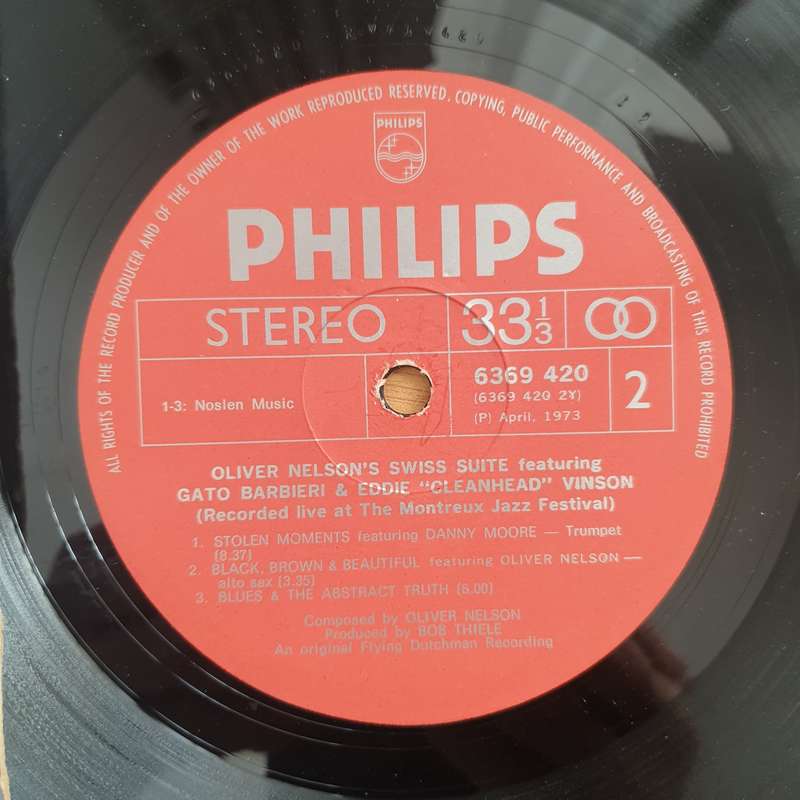 ALL RIGHTS OF THE RECORD PRODUCER AND OF THE OWNER OF THE WORK REPRODUCED RESERVED. COPYING, PUBLIC PERFORMANCE AND BROADCASTING OF THIS RECORD PROHIBITED
PHILIPS
PHILIPS
STEREO 33 1/3
1-3: Noslen Music
6369 420
(6369 420 2Y)
(P) April, 1973
2
OLIVER NELSON'S SWISS SUITE featuring
GATO BARBIERI & EDDIE "CLEANHEAD" VINSON
(Recorded live at The Montreux Jazz Festival)
1. STOLEN MOMENTS featuring DANNY MOORE — Trumpet
(8.37)
2. BLACK, BROWN & BEAUTIFUL featuring OLIVER NELSON —
alto sax (3.35)
3. BLUES & THE ABSTRACT TRUTH (6.00)
Composed by OLIVER NELSON
Produced by BOB THIELE
An original Flying Dutchman Recording